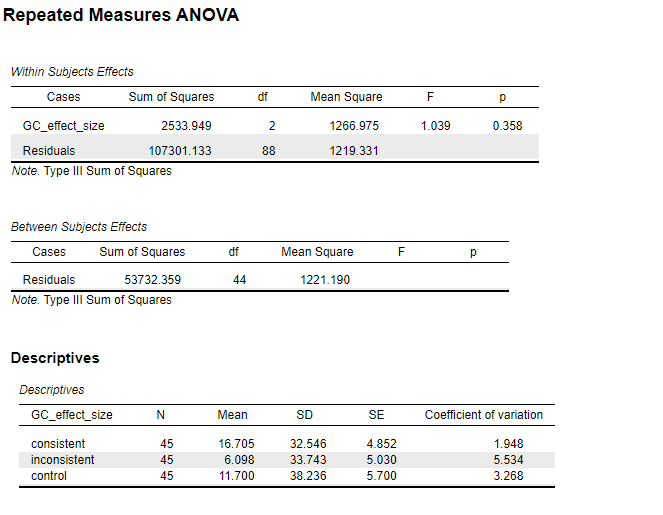 Repeated Measures ANOVA
Within Subjects Effects
Cases Sum of Squares df Mean Square F p
GC_effect_size 2533.949 2 1266.975 1.039 0.358
Residuals 107301.133 88 1219.331
Note. Type III Sum of Squares
Between Subjects Effects
Cases Sum of Squares df Mean Square F p
Residuals 53732.359 44 1221.190
Note. Type III Sum of Squares
Descriptives
Descriptives
GC_effect_size N Mean SD SE Coefficient of variation
consistent 45 16.705 32.546 4.852 1.948
inconsistent 45 6.098 33.743 5.030 5.534
control 45 11.700 38.236 5.700 3.268